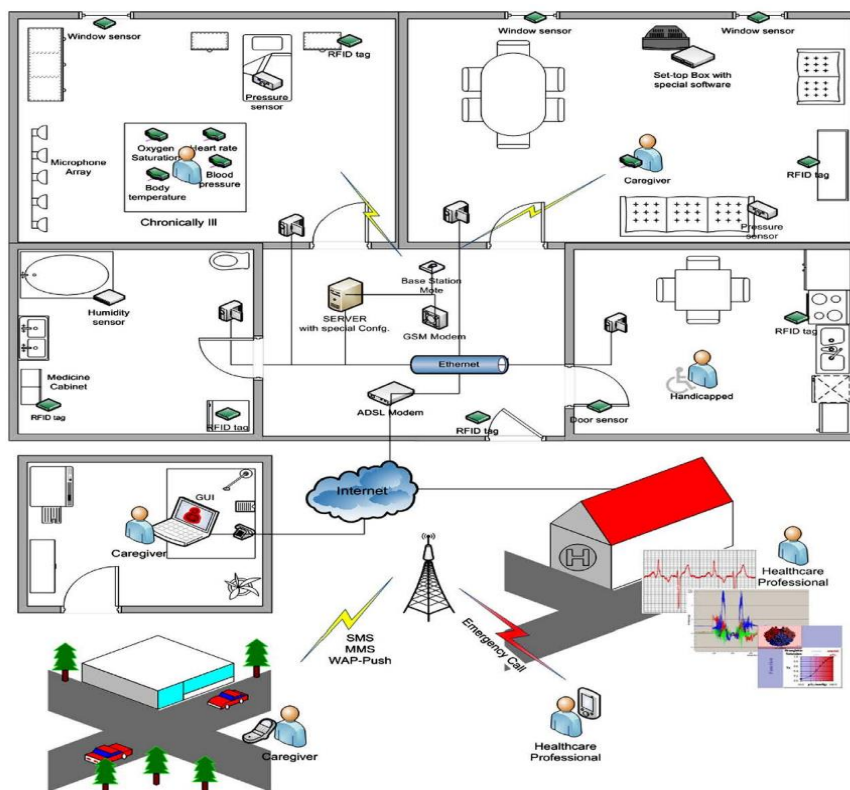 Window sensor
Window sensor
Window sensor
RFID tag
Set-top Box with
special software
Pressure
sensor
Oxygen
Saturation
Heart rate
Microphone
Array
Body
temperature
Blood
pressure
Caregiver
RFID tag
Chronically Ill
Pressure
sensor
Base Station
Mote
Humidity
sensor
SERVER
with special Confg.
GSM Modem
RFID tag
Ethernet
Medicine
Cabinet
Handicapped
RFID tag
RFID tag
ADSL Modem
RFID tag
Door sensor
GUI
Internet
Caregiver
H
Healthcare
Professional
SMS
MMS
WAP-Push
Emergency Call
Caregiver
Healthcare
Professional